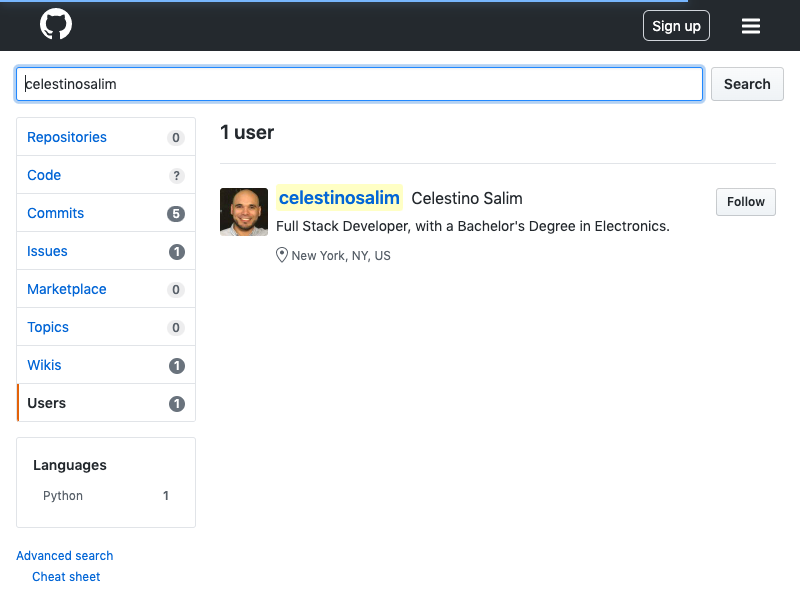 Sign up
celestinosalim
Search
Repositories 0
Code ?
Commits 5
Issues 1
Marketplace 0
Topics 0
Wikis 1
Users 1
Languages
Python 1
Advanced search
Cheat sheet
1 user
celestinosalim Celestino Salim
Follow
Full Stack Developer, with a Bachelor's Degree in Electronics.
New York, NY, US